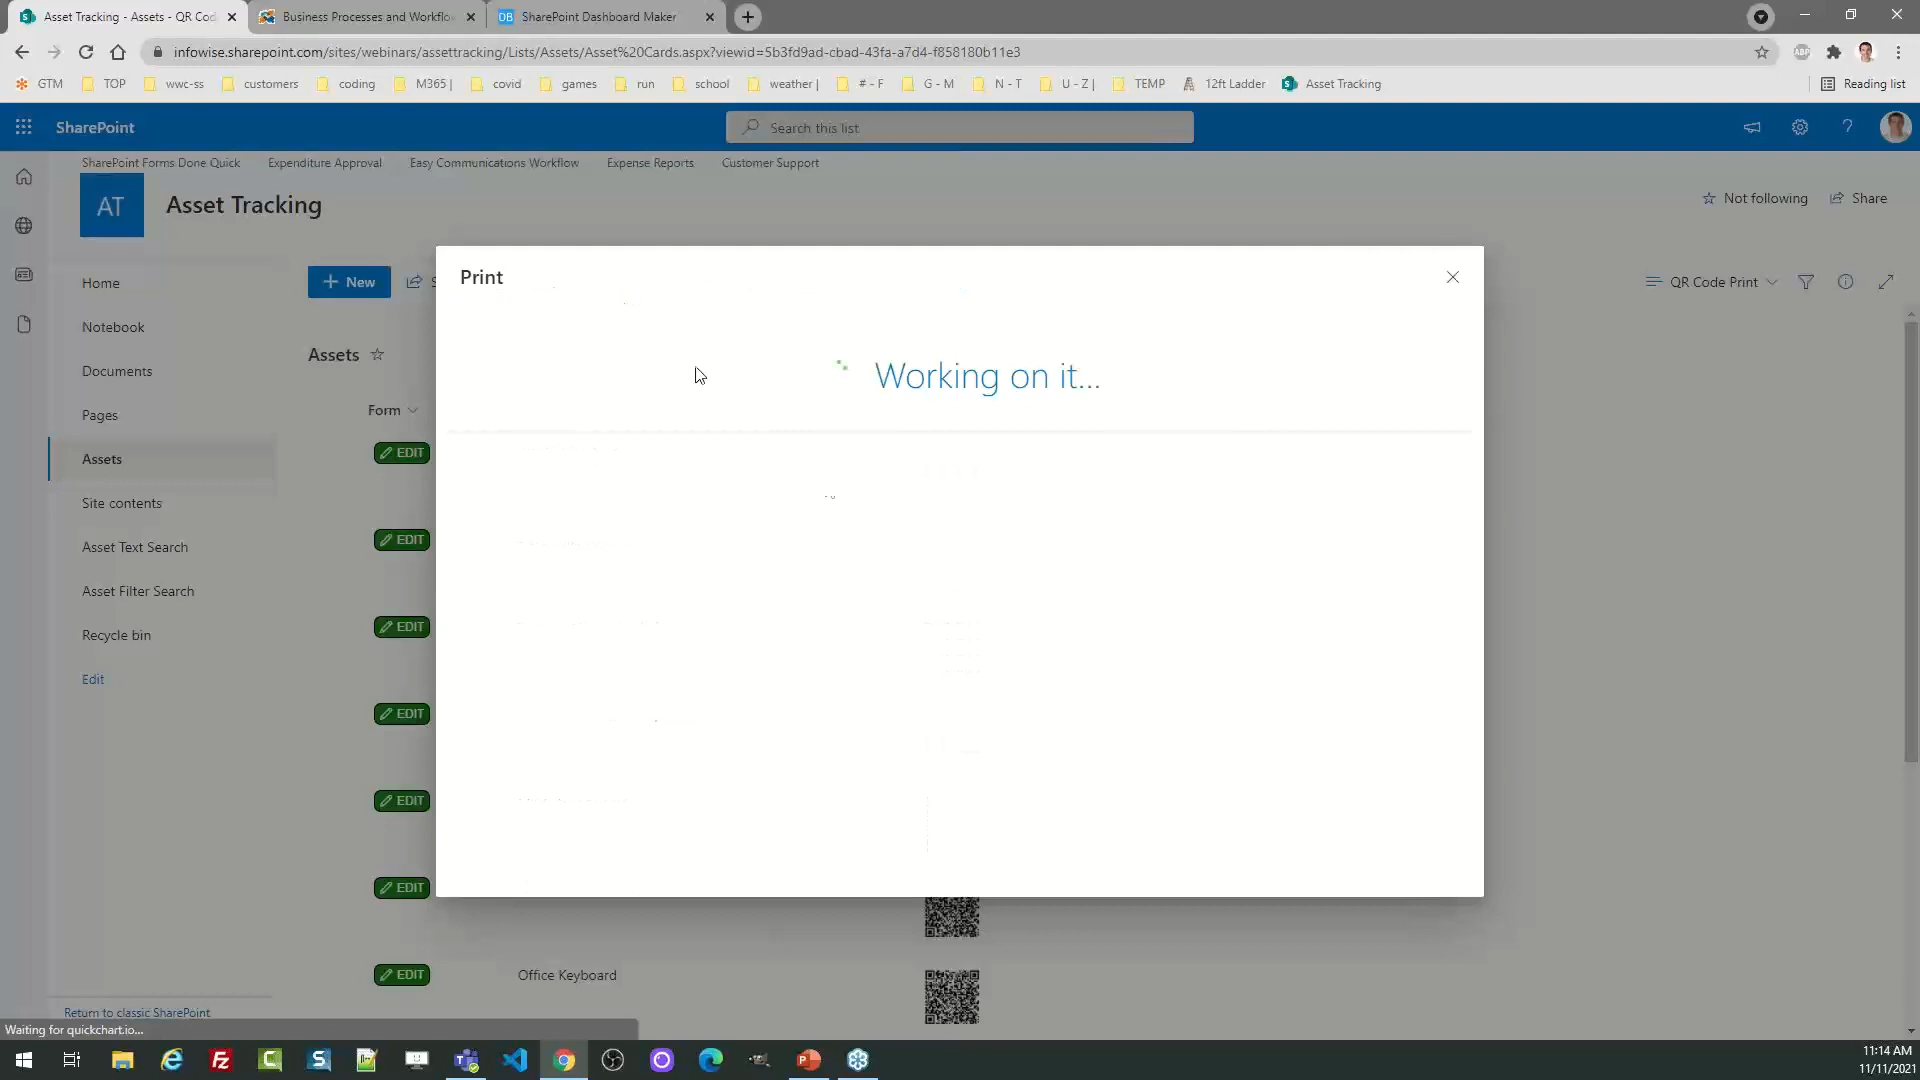 Asset Tracking - Assets - QR Cod
Business Processes and Workflo
DB SharePoint Dashboard Maker
infowise.sharepoint.com/sites/webinars/assettracking/Lists/Assets/Asset%20Cards.aspx?viewid=5b3fd9ad-cbad-43fa-a7d4-f858180b11e3
ABP
GTM TOP wwc-ss customers coding M365 | covid games run school weather | # - F G - M N - T U - Z | TEMP 12ft Ladder Asset Tracking Reading list
SharePoint
Search this list
SharePoint Forms Done Quick Expenditure Approval Easy Communications Workflow Expense Reports Customer Support
AT Asset Tracking
Not following Share
Home
Notebook
Documents
Pages
Assets
Site contents
Asset Text Search
Asset Filter Search
Recycle bin
Edit
Return to classic SharePoint
New S
QR Code Print
Assets
Form
EDIT
EDIT
EDIT
EDIT
EDIT
EDIT
EDIT Office Keyboard
Print
Working on it...
Waiting for quickchart.io...
11:14 AM
11/11/2021